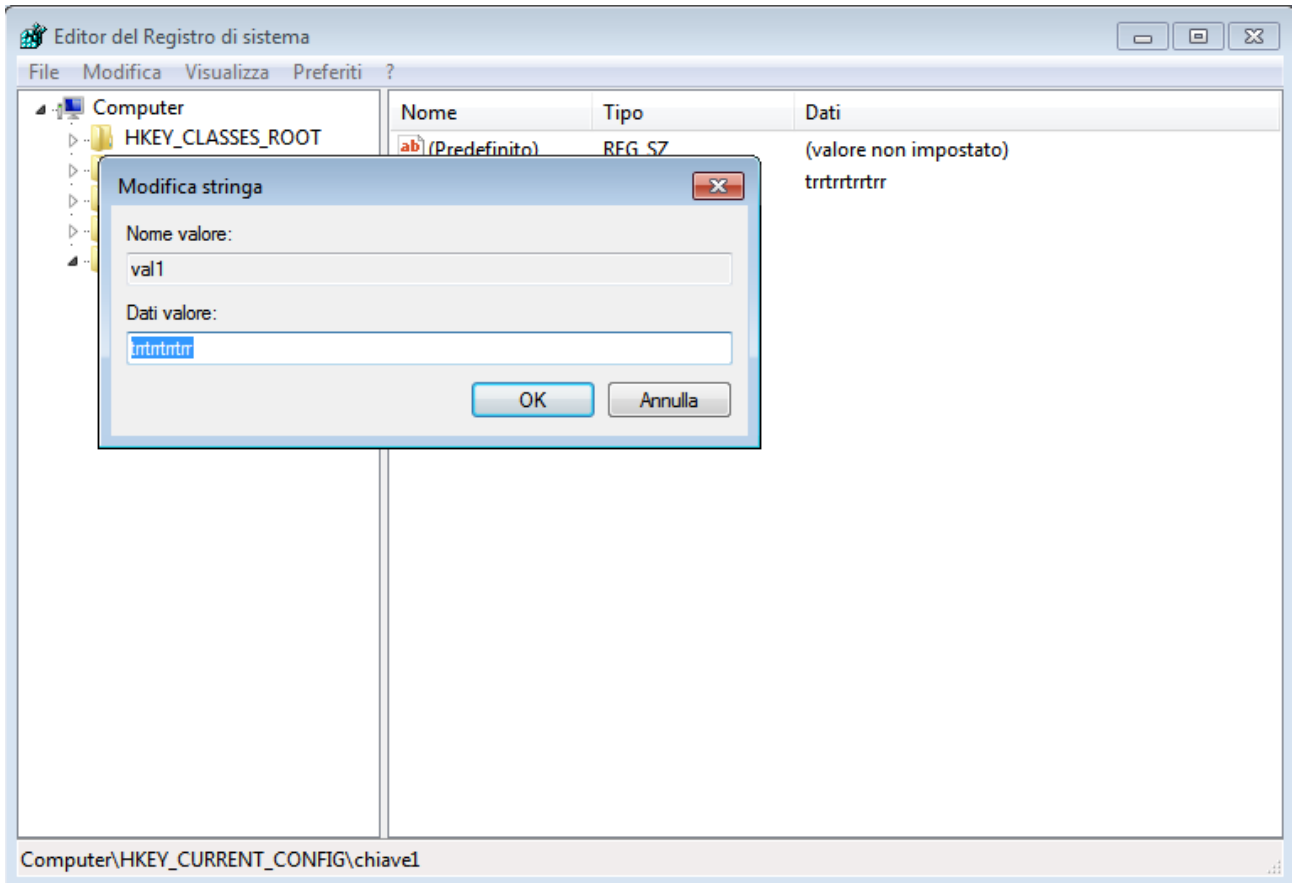 Editor del Registro di sistema
File Modifica Visualizza Preferiti ?
Computer
HKEY_CLASSES_ROOT
Nome Tipo Dati
ab (Predefinito) REG_SZ (valore non impostato)
trrtrrtrrtrr
Modifica stringa
Nome valore:
val1
Dati valore:
trrtrrtrrtrr
OK Annulla
Computer\HKEY_CURRENT_CONFIG\chiave1